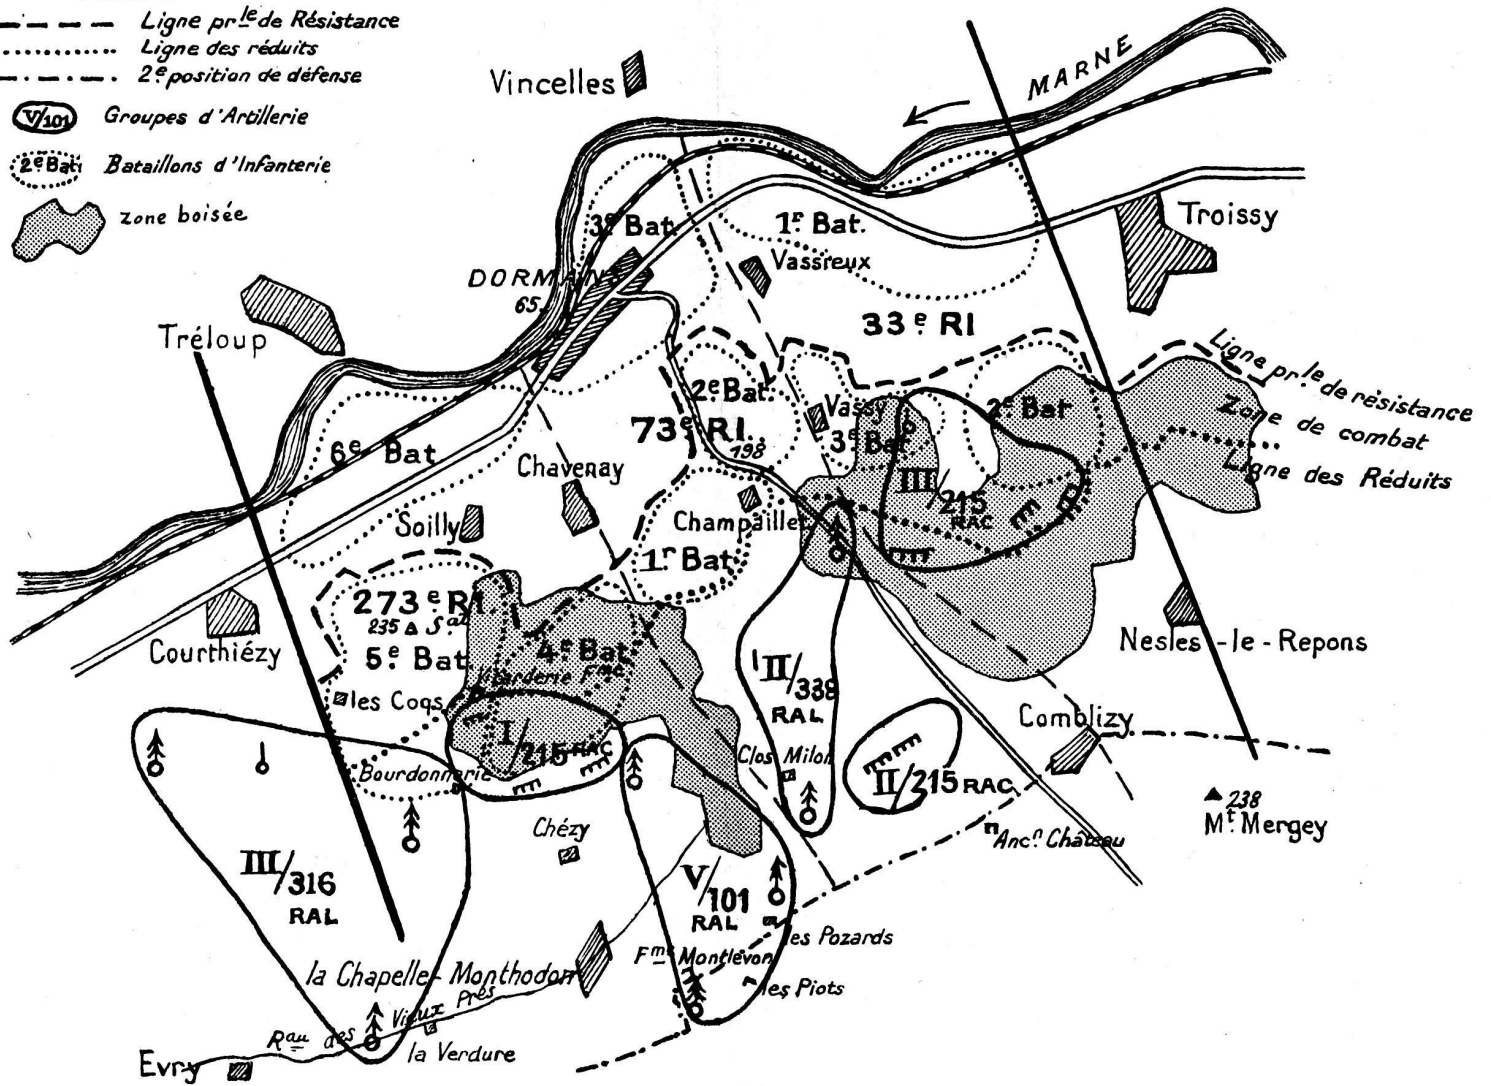 Ligne prle de Résistance
Ligne des réduits
2e position de défense
V/101 Groupes d'Artillerie
2e Bat. Bataillons d'Infanterie
Zone boisée
Vincelles
MARNE
Troissy
3e Bat.
1r Bat.
Vassieux
DORMANS
65
33e RI
Tréloup
Ligne prle de résistance
Zone de combat
Ligne des Réduits
2e Bat.
73e RI.
198
Vassy
3e Bat
2e Bat
6e Bat
Chavenay
III/215 RAC
Soilly
Champaillet
1r Bat
273e RI.
235 Sal
5e Bat
4e Bat
Courthiézy
Nesles-le-Repons
les Coqs
II/338 RAL
Comblizy
I/215 RAC
Bourdonnerie
Clos Milon
II/215 RAC
238
Mt Mergey
Chézy
Ancn Château
III/316 RAL
V/101 RAL
les Pozards
Fme Montlevon
la Chapelle-Monthodon
les Piots
Rau des Vieux Prés
la Verdure
Evry